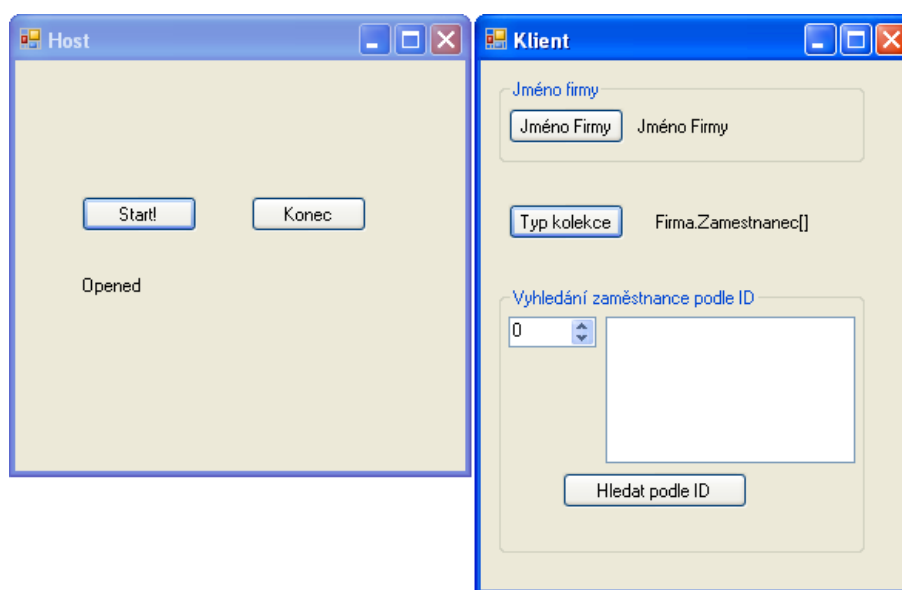 Host
Start!
Konec
Opened
Klient
Jméno firmy
Jméno Firmy
Jméno Firmy
Typ kolekce
Firma.Zamestnanec[]
Vyhledání zaměstnance podle ID
0
Hledat podle ID